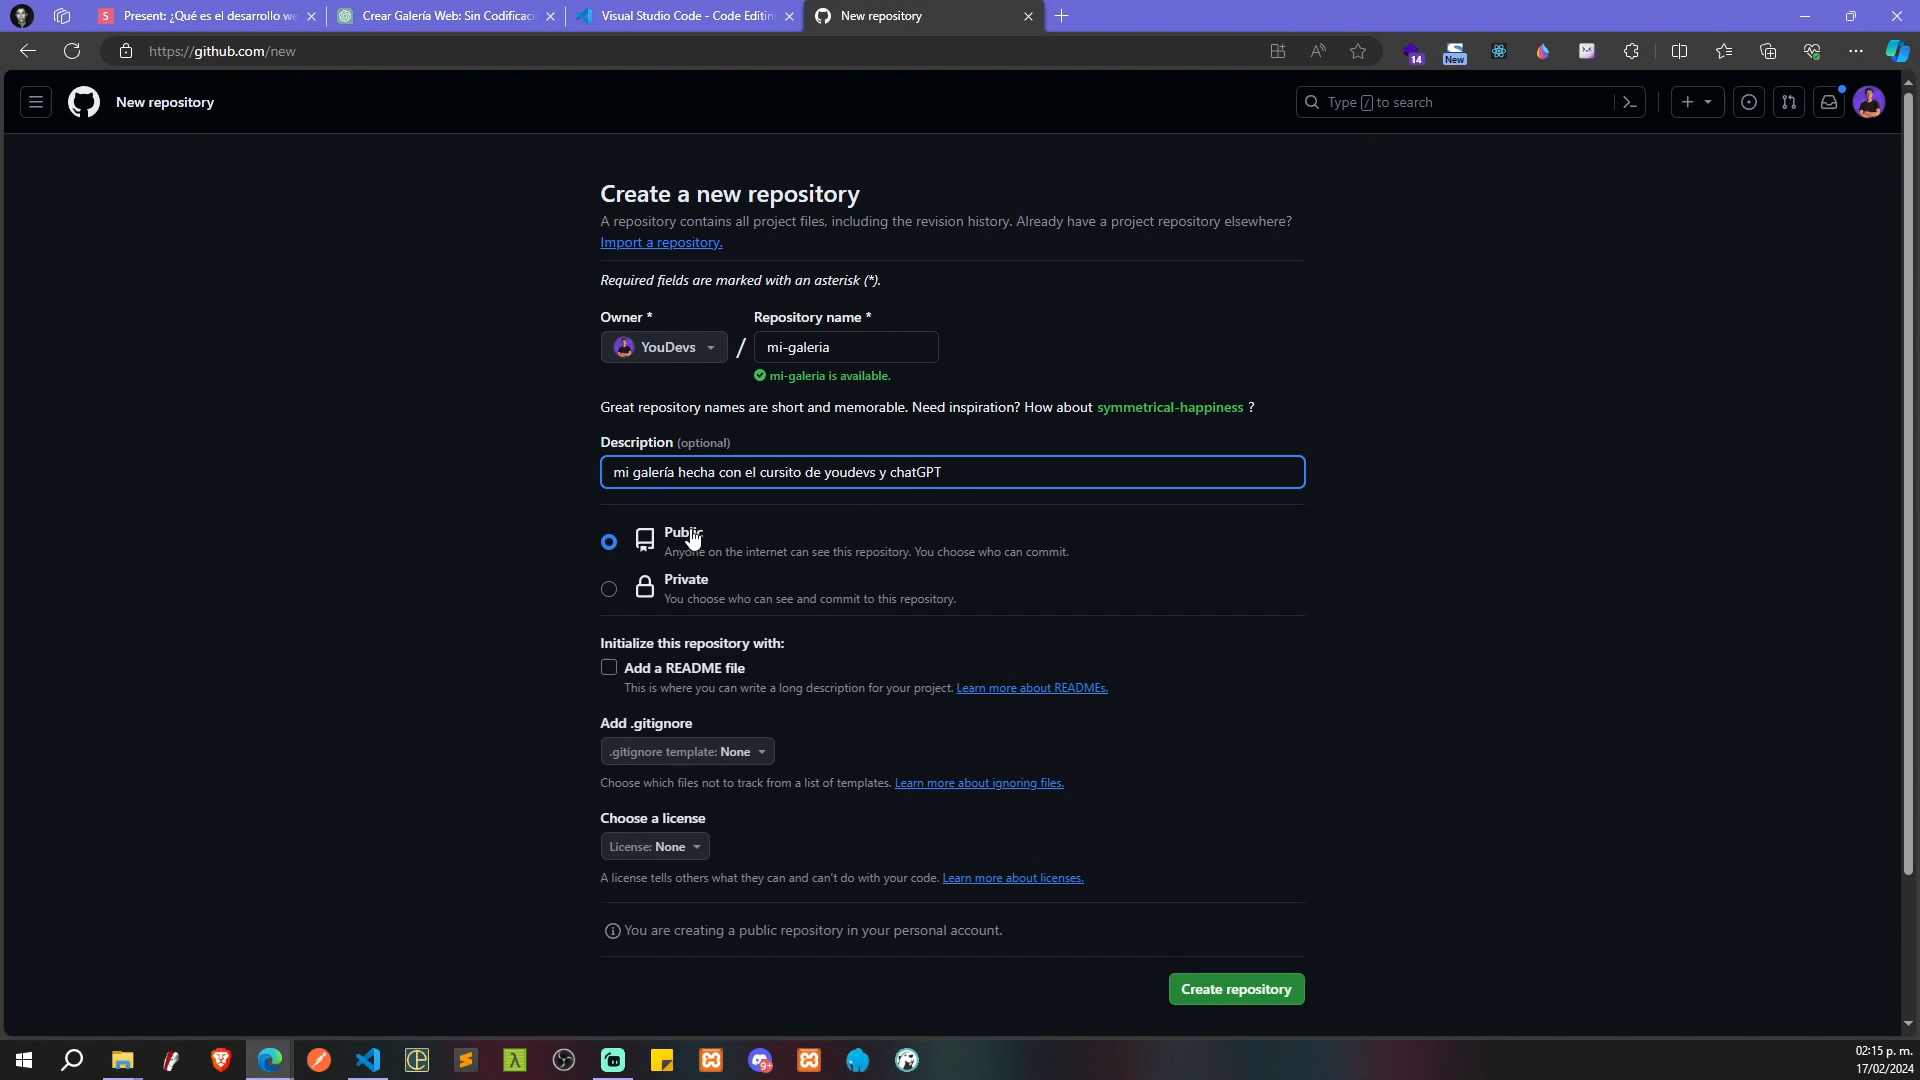 Present: ¿Qué es el desarrollo we
Crear Galería Web: Sin Codificaci
Visual Studio Code - Code Editin
New repository
https://github.com/new
14
New
New repository
Type / to search
Create a new repository
A repository contains all project files, including the revision history. Already have a project repository elsewhere?
Import a repository.
Required fields are marked with an asterisk (*).
Owner *
Repository name *
YouDevs
/
mi-galeria
mi-galeria is available.
Great repository names are short and memorable. Need inspiration? How about symmetrical-happiness ?
Description (optional)
mi galería hecha con el cursito de youdevs y chatGPT
Public
Anyone on the internet can see this repository. You choose who can commit.
Private
You choose who can see and commit to this repository.
Initialize this repository with:
Add a README file
This is where you can write a long description for your project. Learn more about READMEs.
Add .gitignore
.gitignore template: None
Choose which files not to track from a list of templates. Learn more about ignoring files.
Choose a license
License: None
A license tells others what they can and can't do with your code. Learn more about licenses.
You are creating a public repository in your personal account.
Create repository
02:15 p. m.
17/02/2024